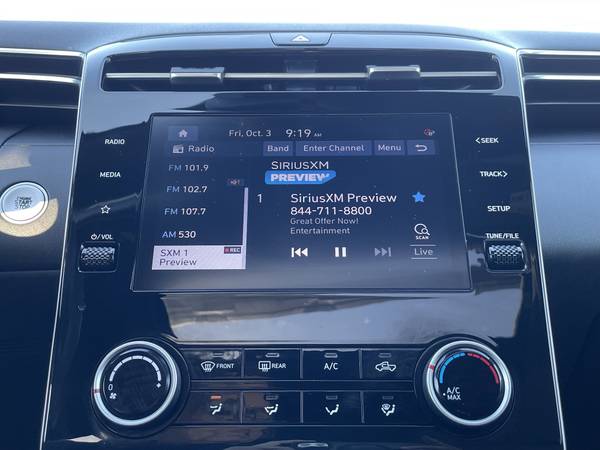 Fri, Oct. 3 9:19 AM
Radio Band Enter Channel Menu
RADIO
MEDIA
VOL
FM 101.9
FM 102.7
FM 107.7
AM 530
SXM 1 REC
Preview
SIRIUSXM
PREVIEW
1 SiriusXM Preview
844-711-8800
Great Offer Now!
Entertainment
SCAN
Live
SEEK
TRACK
SETUP
TUNE/FILE
START
STOP
0
FRONT
REAR
A/C
A/C
MAX